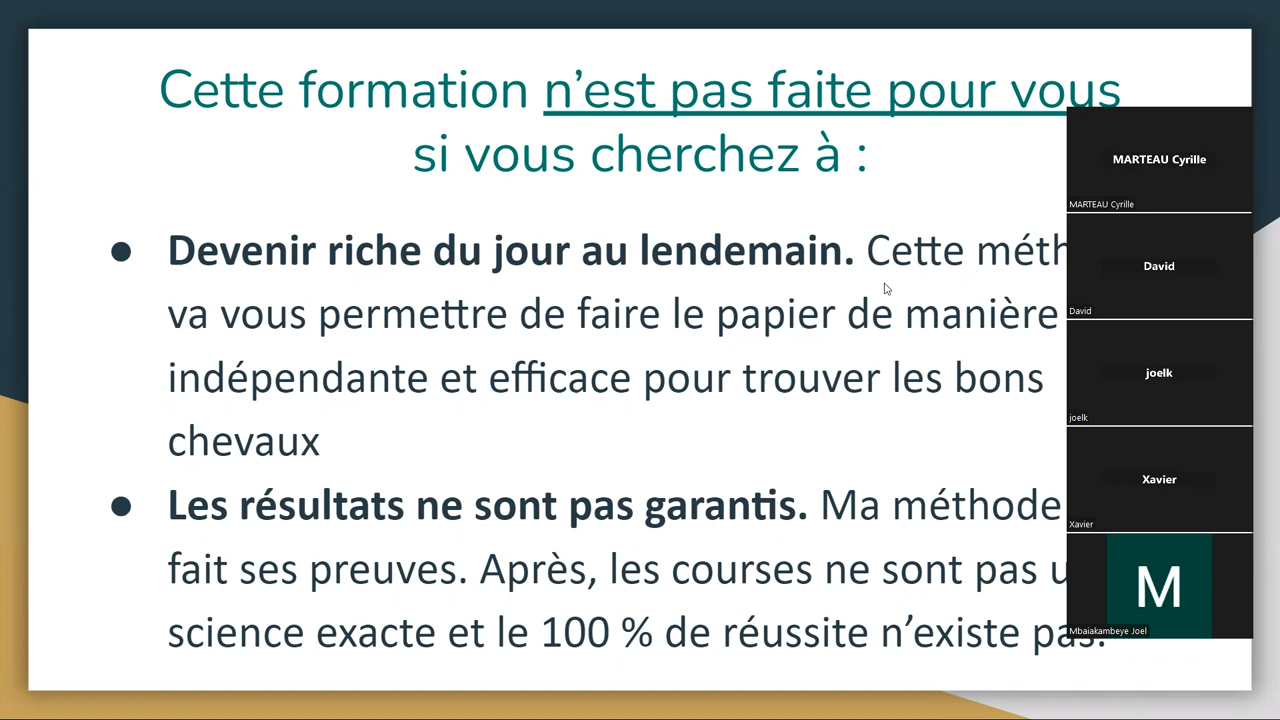 Cette formation n’est pas faite pour vous
si vous cherchez à :
● Devenir riche du jour au lendemain. Cette
va vous permettre de faire le papier de manière
indépendante et efficace pour trouver les bons
chevaux
● Les résultats ne sont pas garantis. Ma méthode
fait ses preuves. Après, les courses ne sont pas
science exacte et le 100 % de réussite n’existe pas.
MARTEAU Cyrille
MARTEAU Cyrille
David
David
joelk
joelk
Xavier
Xavier
M
Mbaiakambeye Joel